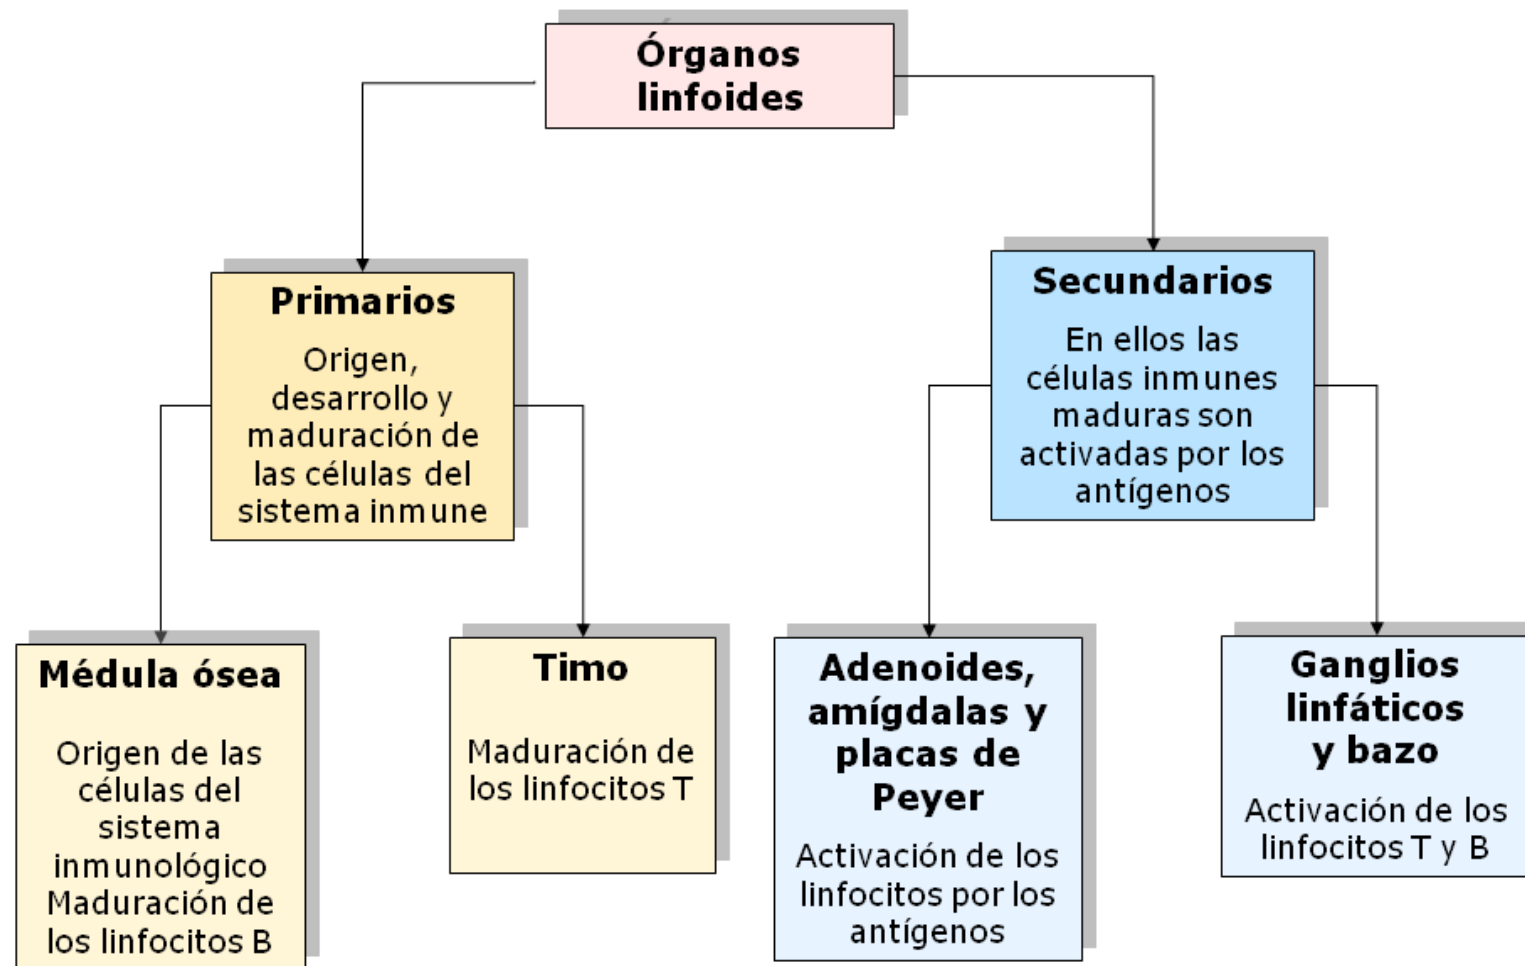 Órganos
linfoides
Primarios
Origen,
desarrollo y
maduración de
las células del
sistema inmune
Secundarios
En ellos las
células inmunes
maduras son
activadas por los
antígenos
Médula ósea
Origen de las
células del
sistema
inmunológico
Maduración de
los linfocitos B
Timo
Maduración de
los linfocitos T
Adenoides,
amígdalas y
placas de
Peyer
Activación de los
linfocitos por los
antígenos
Ganglios
linfáticos
y bazo
Activación de los
linfocitos T y B